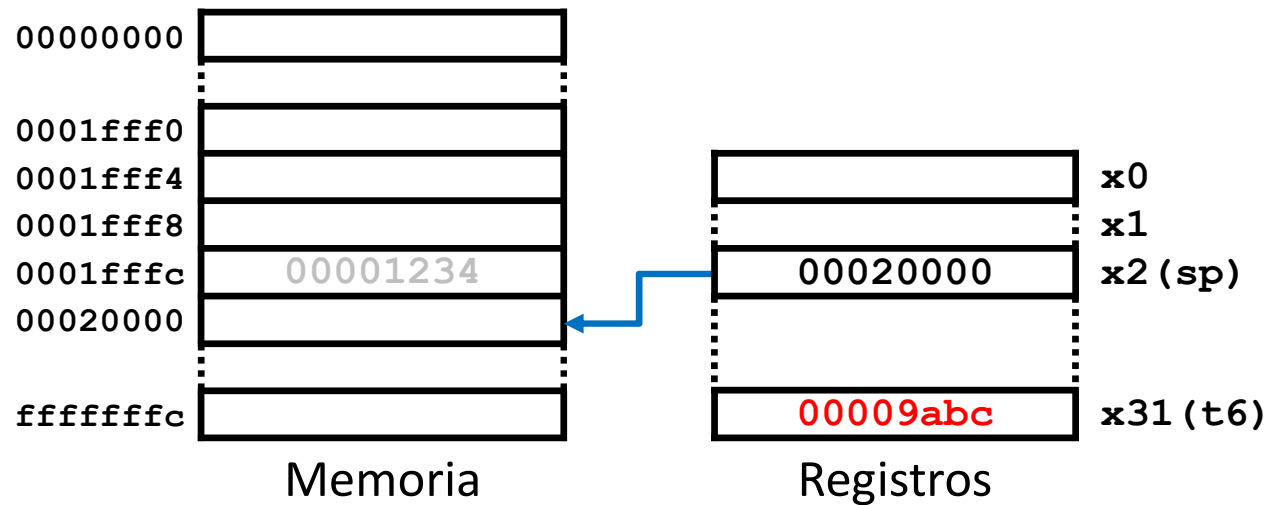 00000000
0001fff0
0001fff4 x0
0001fff8 x1
0001fffc 00001234 00020000 x2(sp)
00020000
fffffffc 00009abc x31(t6)
Memoria Registros